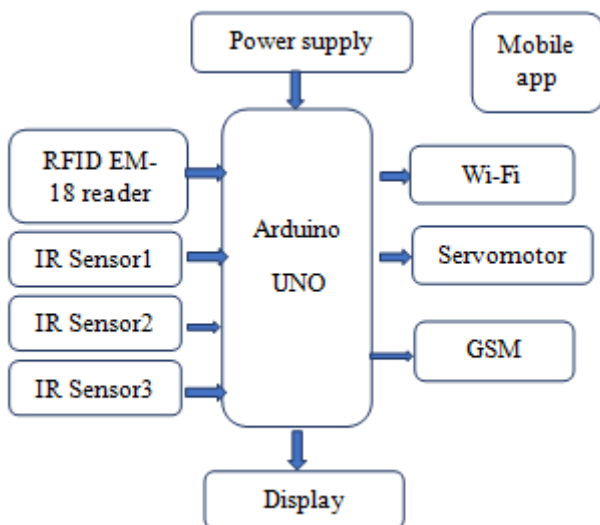 Power supply
Mobile
app
RFID EM-
18 reader
Wi-Fi
Arduino
UNO
IR Sensor1
Servomotor
IR Sensor2
GSM
IR Sensor3
Display